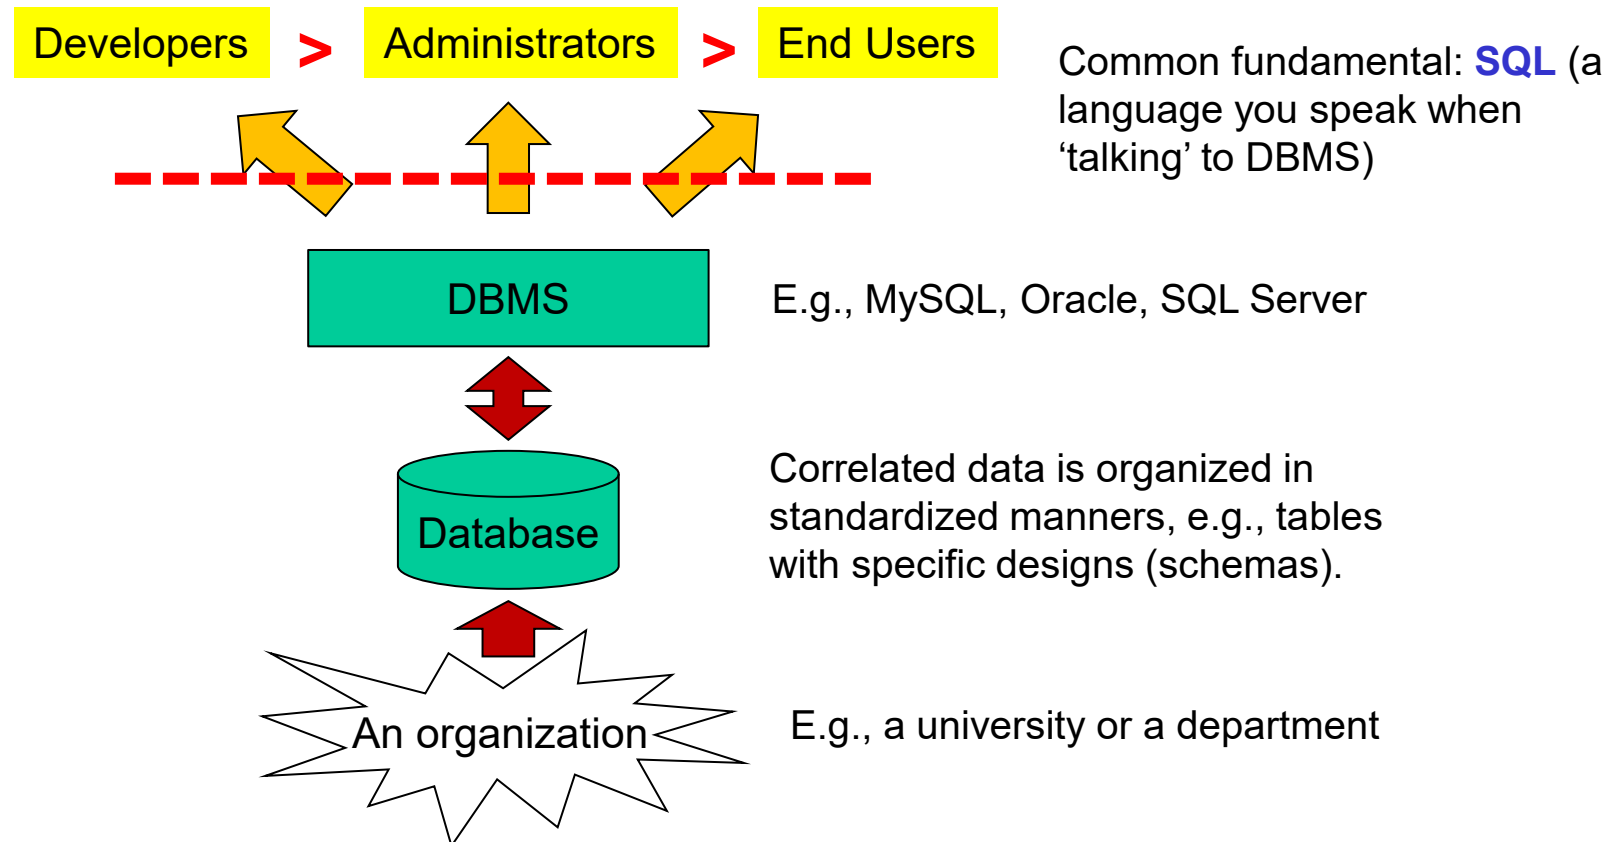 Developers > Administrators > End Users
Common fundamental: SQL (a
language you speak when
‘talking’ to DBMS)
DBMS
E.g., MySQL, Oracle, SQL Server
Correlated data is organized in
standardized manners, e.g., tables
with specific designs (schemas).
Database
An organization
E.g., a university or a department